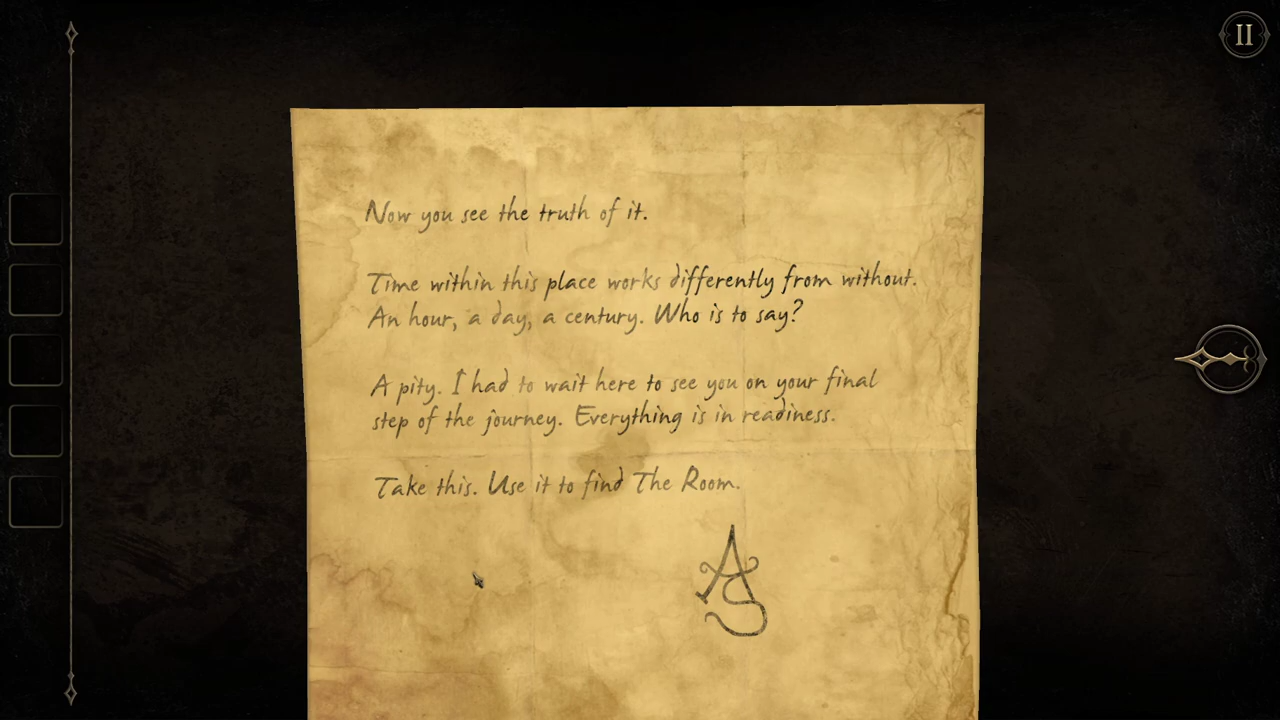 II
Now you see the truth of it.
Time within this place works differently from without.
An hour, a day, a century. Who is to say?
A pity. I had to wait here to see you on your final
step of the journey. Everything is in readiness.
Take this. Use it to find The Room.
AS